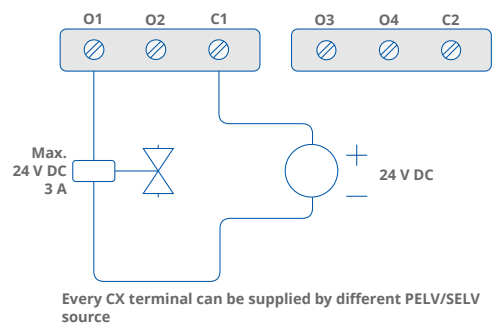 O1 O2 C1 O3 O4 C2
Max.
24 V DC
3 A
24 V DC
Every CX terminal can be supplied by different PELV/SELV
source